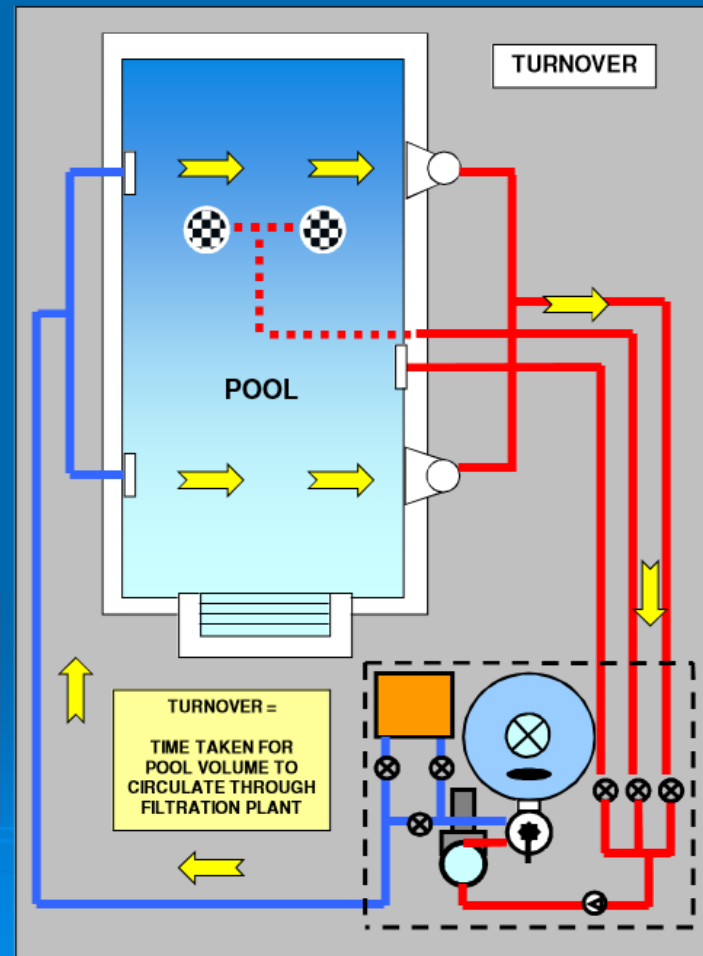 TURNOVER
POOL
TURNOVER =
TIME TAKEN FOR
POOL VOLUME TO
CIRCULATE THROUGH
FILTRATION PLANT